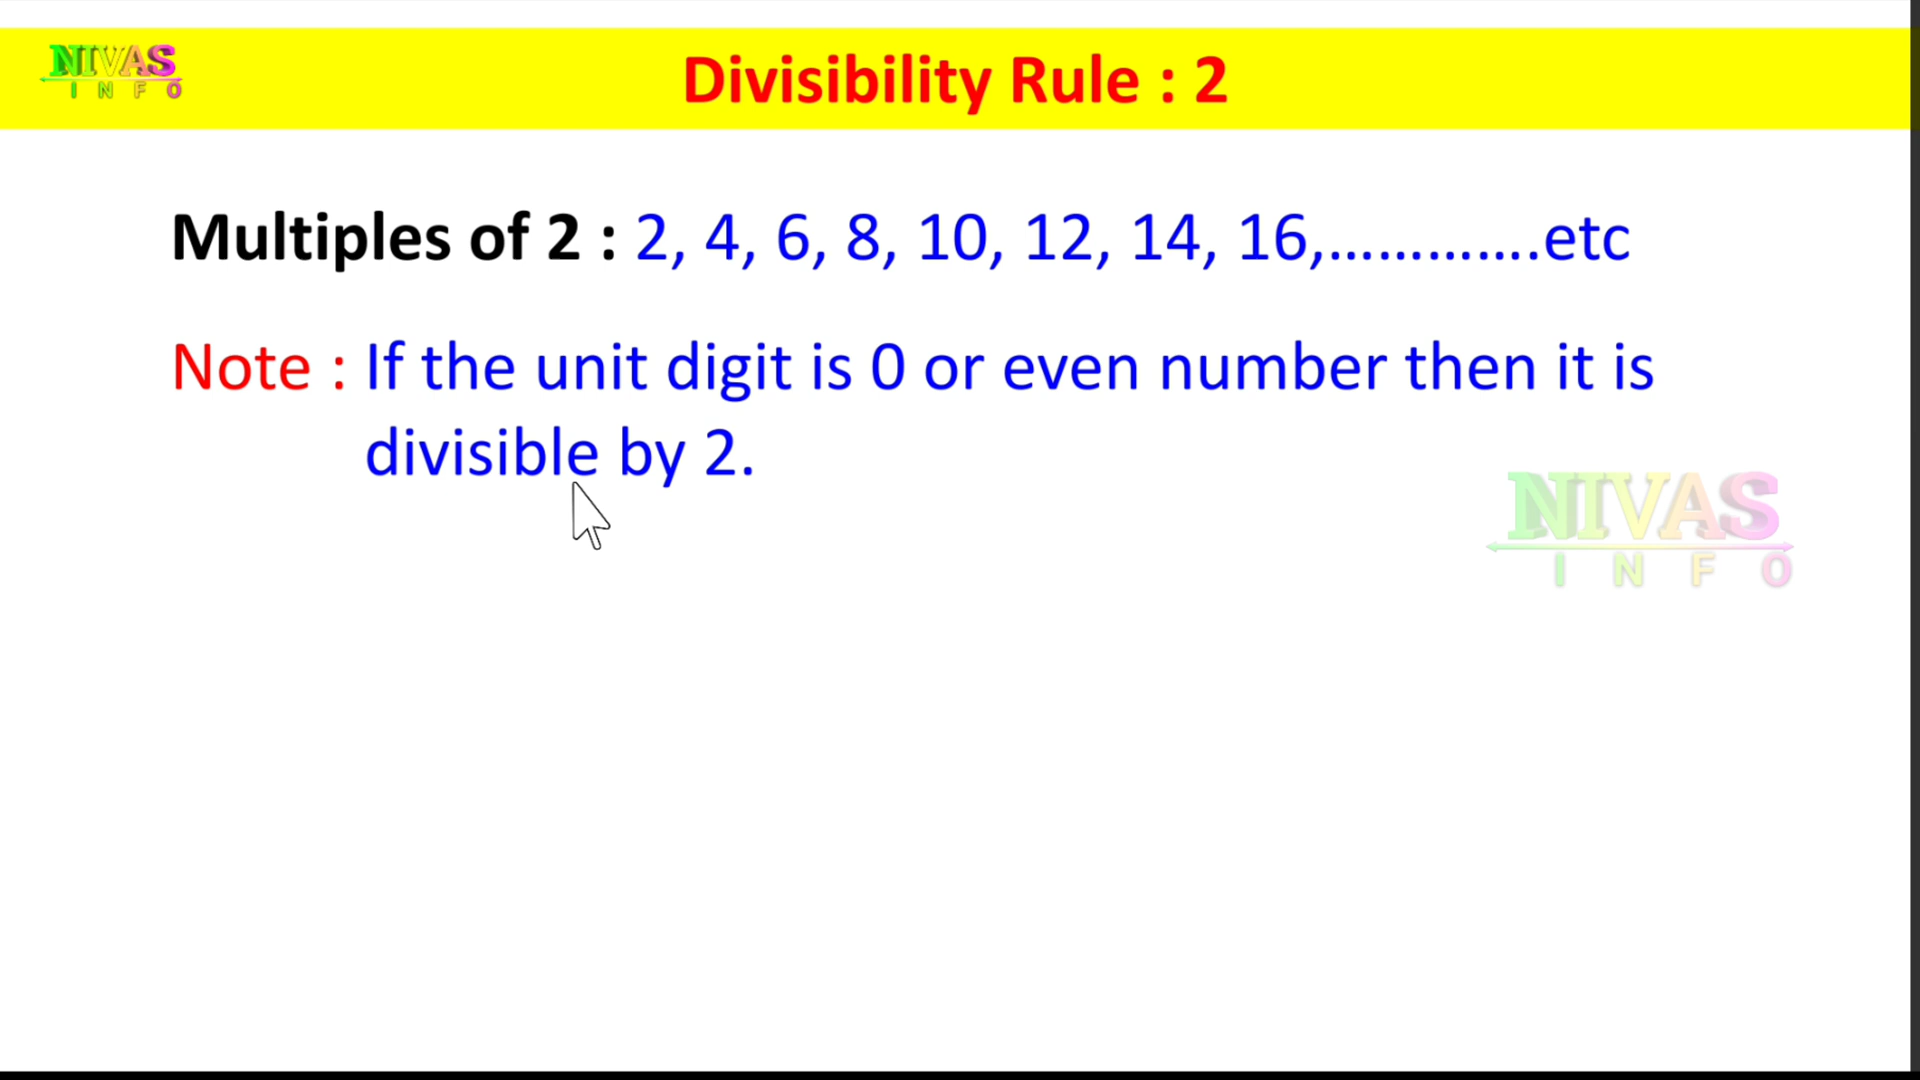 NIVAS
INFO
Divisibility Rule : 2
Multiples of 2 : 2, 4, 6, 8, 10, 12, 14, 16,.............etc
Note : If the unit digit is 0 or even number then it is
divisible by 2.
NIVAS
INFO